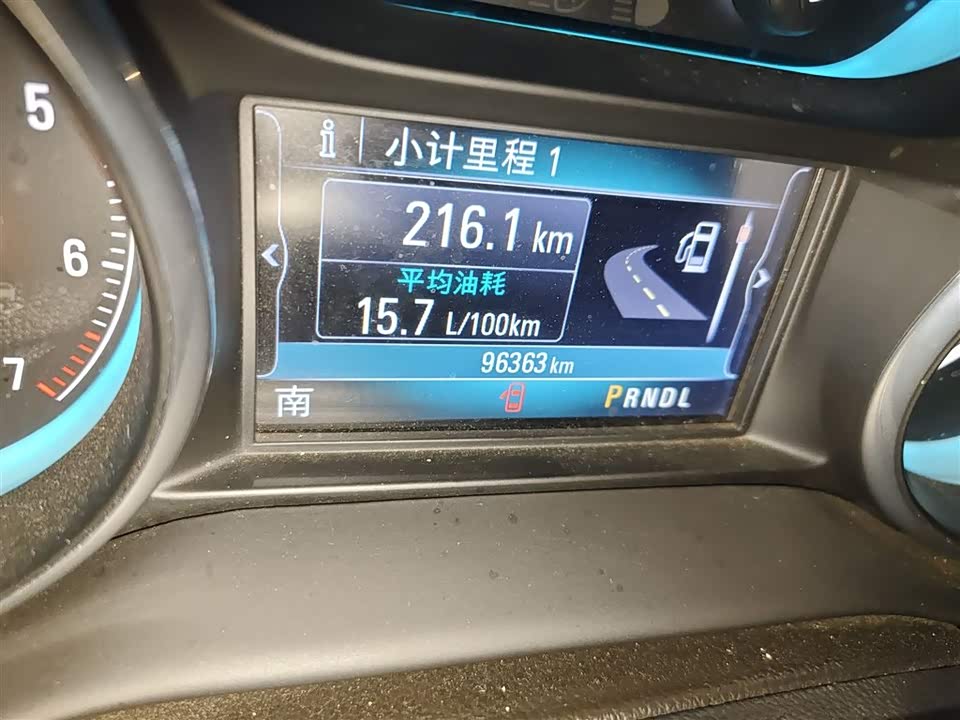 5
6
7
i 小计里程 1
216.1 km
平均油耗
15.7 L/100km
96363 km
南 PRNDL